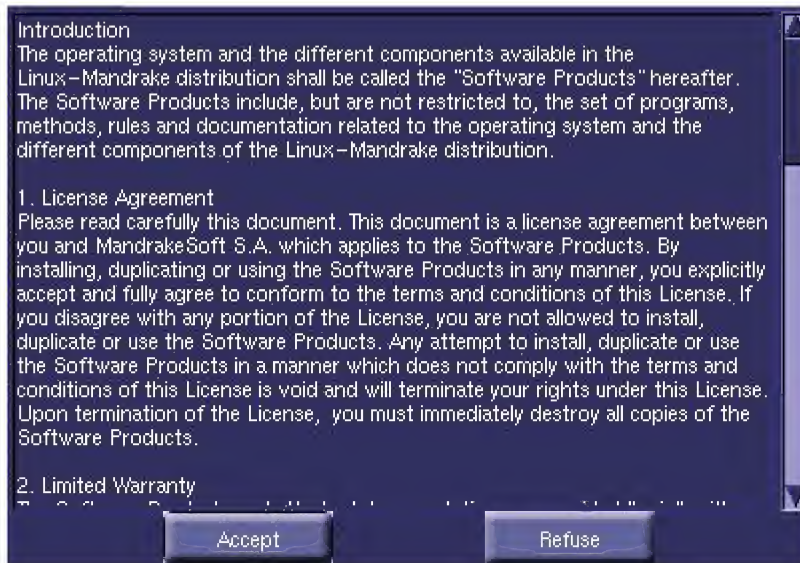 Introduction
The operating system and the different components available in the
Linux-Mandrake distribution shall be called the "Software Products" hereafter.
The Software Products include, but are not restricted to, the set of programs,
methods, rules and documentation related to the operating system and the
different components of the Linux-Mandrake distribution.
1. License Agreement
Please read carefully this document. This document is a license agreement between
you and MandrakeSoft S.A. which applies to the Software Products. By
installing, duplicating or using the Software Products in any manner, you explicitly
accept and fully agree to conform to the terms and conditions of this License. If
you disagree with any portion of the License, you are not allowed to install,
duplicate or use the Software Products. Any attempt to install, duplicate or use
the Software Products in a manner which does not comply with the terms and
conditions of this License is void and will terminate your rights under this License.
Upon termination of the License, you must immediately destroy all copies of the
Software Products.
2. Limited Warranty
Accept
Refuse